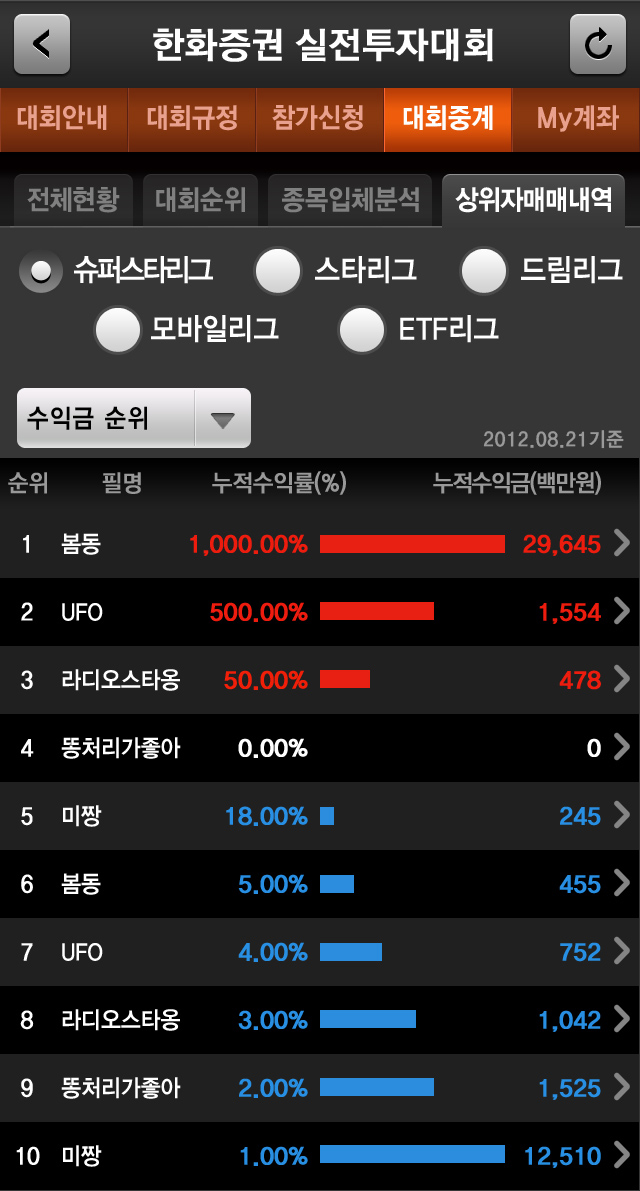 한화증권 실전투자대회
대회안내 대회규정 참가신청 대회중계 My계좌
전체현황 대회순위 종목입체분석 상위자매매내역
슈퍼스타리그 스타리그 드림리그
모바일리그 ETF리그
수익금 순위
2012.08.21기준
순위 필명 누적수익률(%) 누적수익금(백만원)
1 봄동 1,000.00% 29,645
2 UFO 500.00% 1,554
3 라디오스타옹 50.00% 478
4 똥처리가좋아 0.00% 0
5 미짱 18.00% 245
6 봄동 5.00% 455
7 UFO 4.00% 752
8 라디오스타옹 3.00% 1,042
9 똥처리가좋아 2.00% 1,525
10 미짱 1.00% 12,510